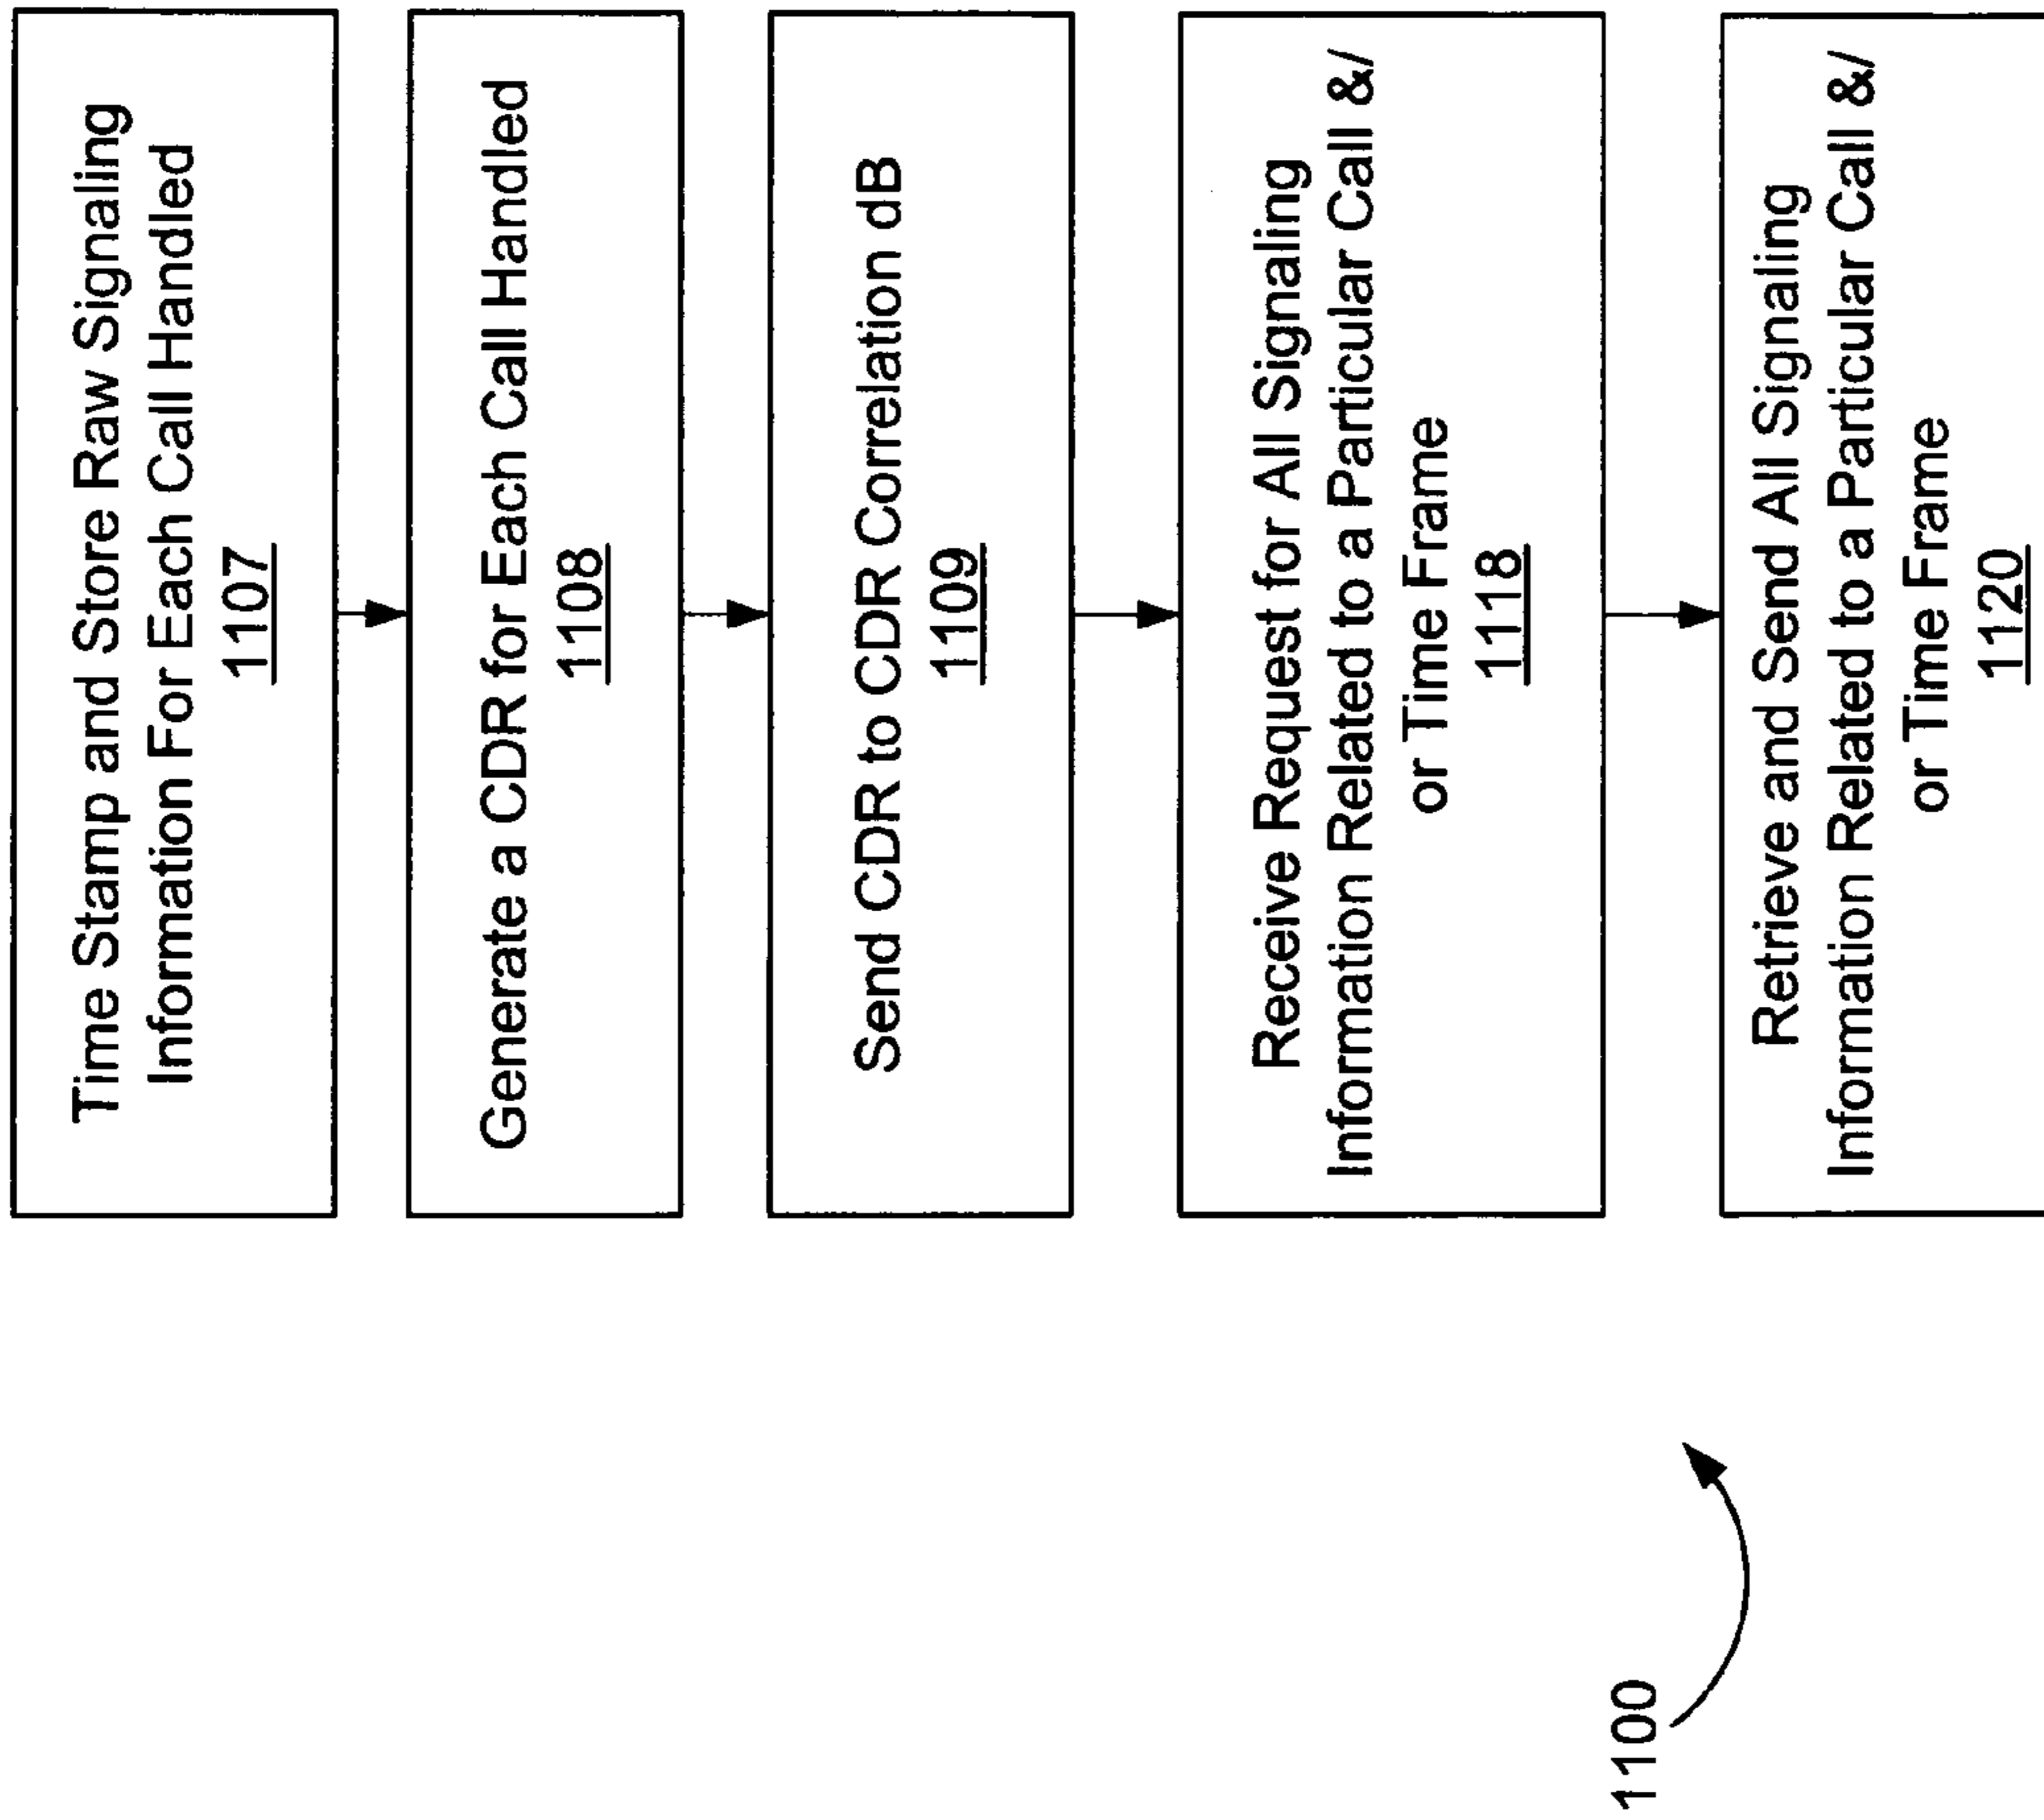 Time Stamp and Store Raw Signaling
Information For Each Call Handled
1107
Generate a CDR for Each Call Handled
1108
Send CDR to CDR Correlation dB
1109
Receive Request for All Signaling
Information Related to a Particular Call &/
or Time Frame
1118
Retrieve and Send All Signaling
Information Related to a Particular Call &/
or Time Frame
1120
1100